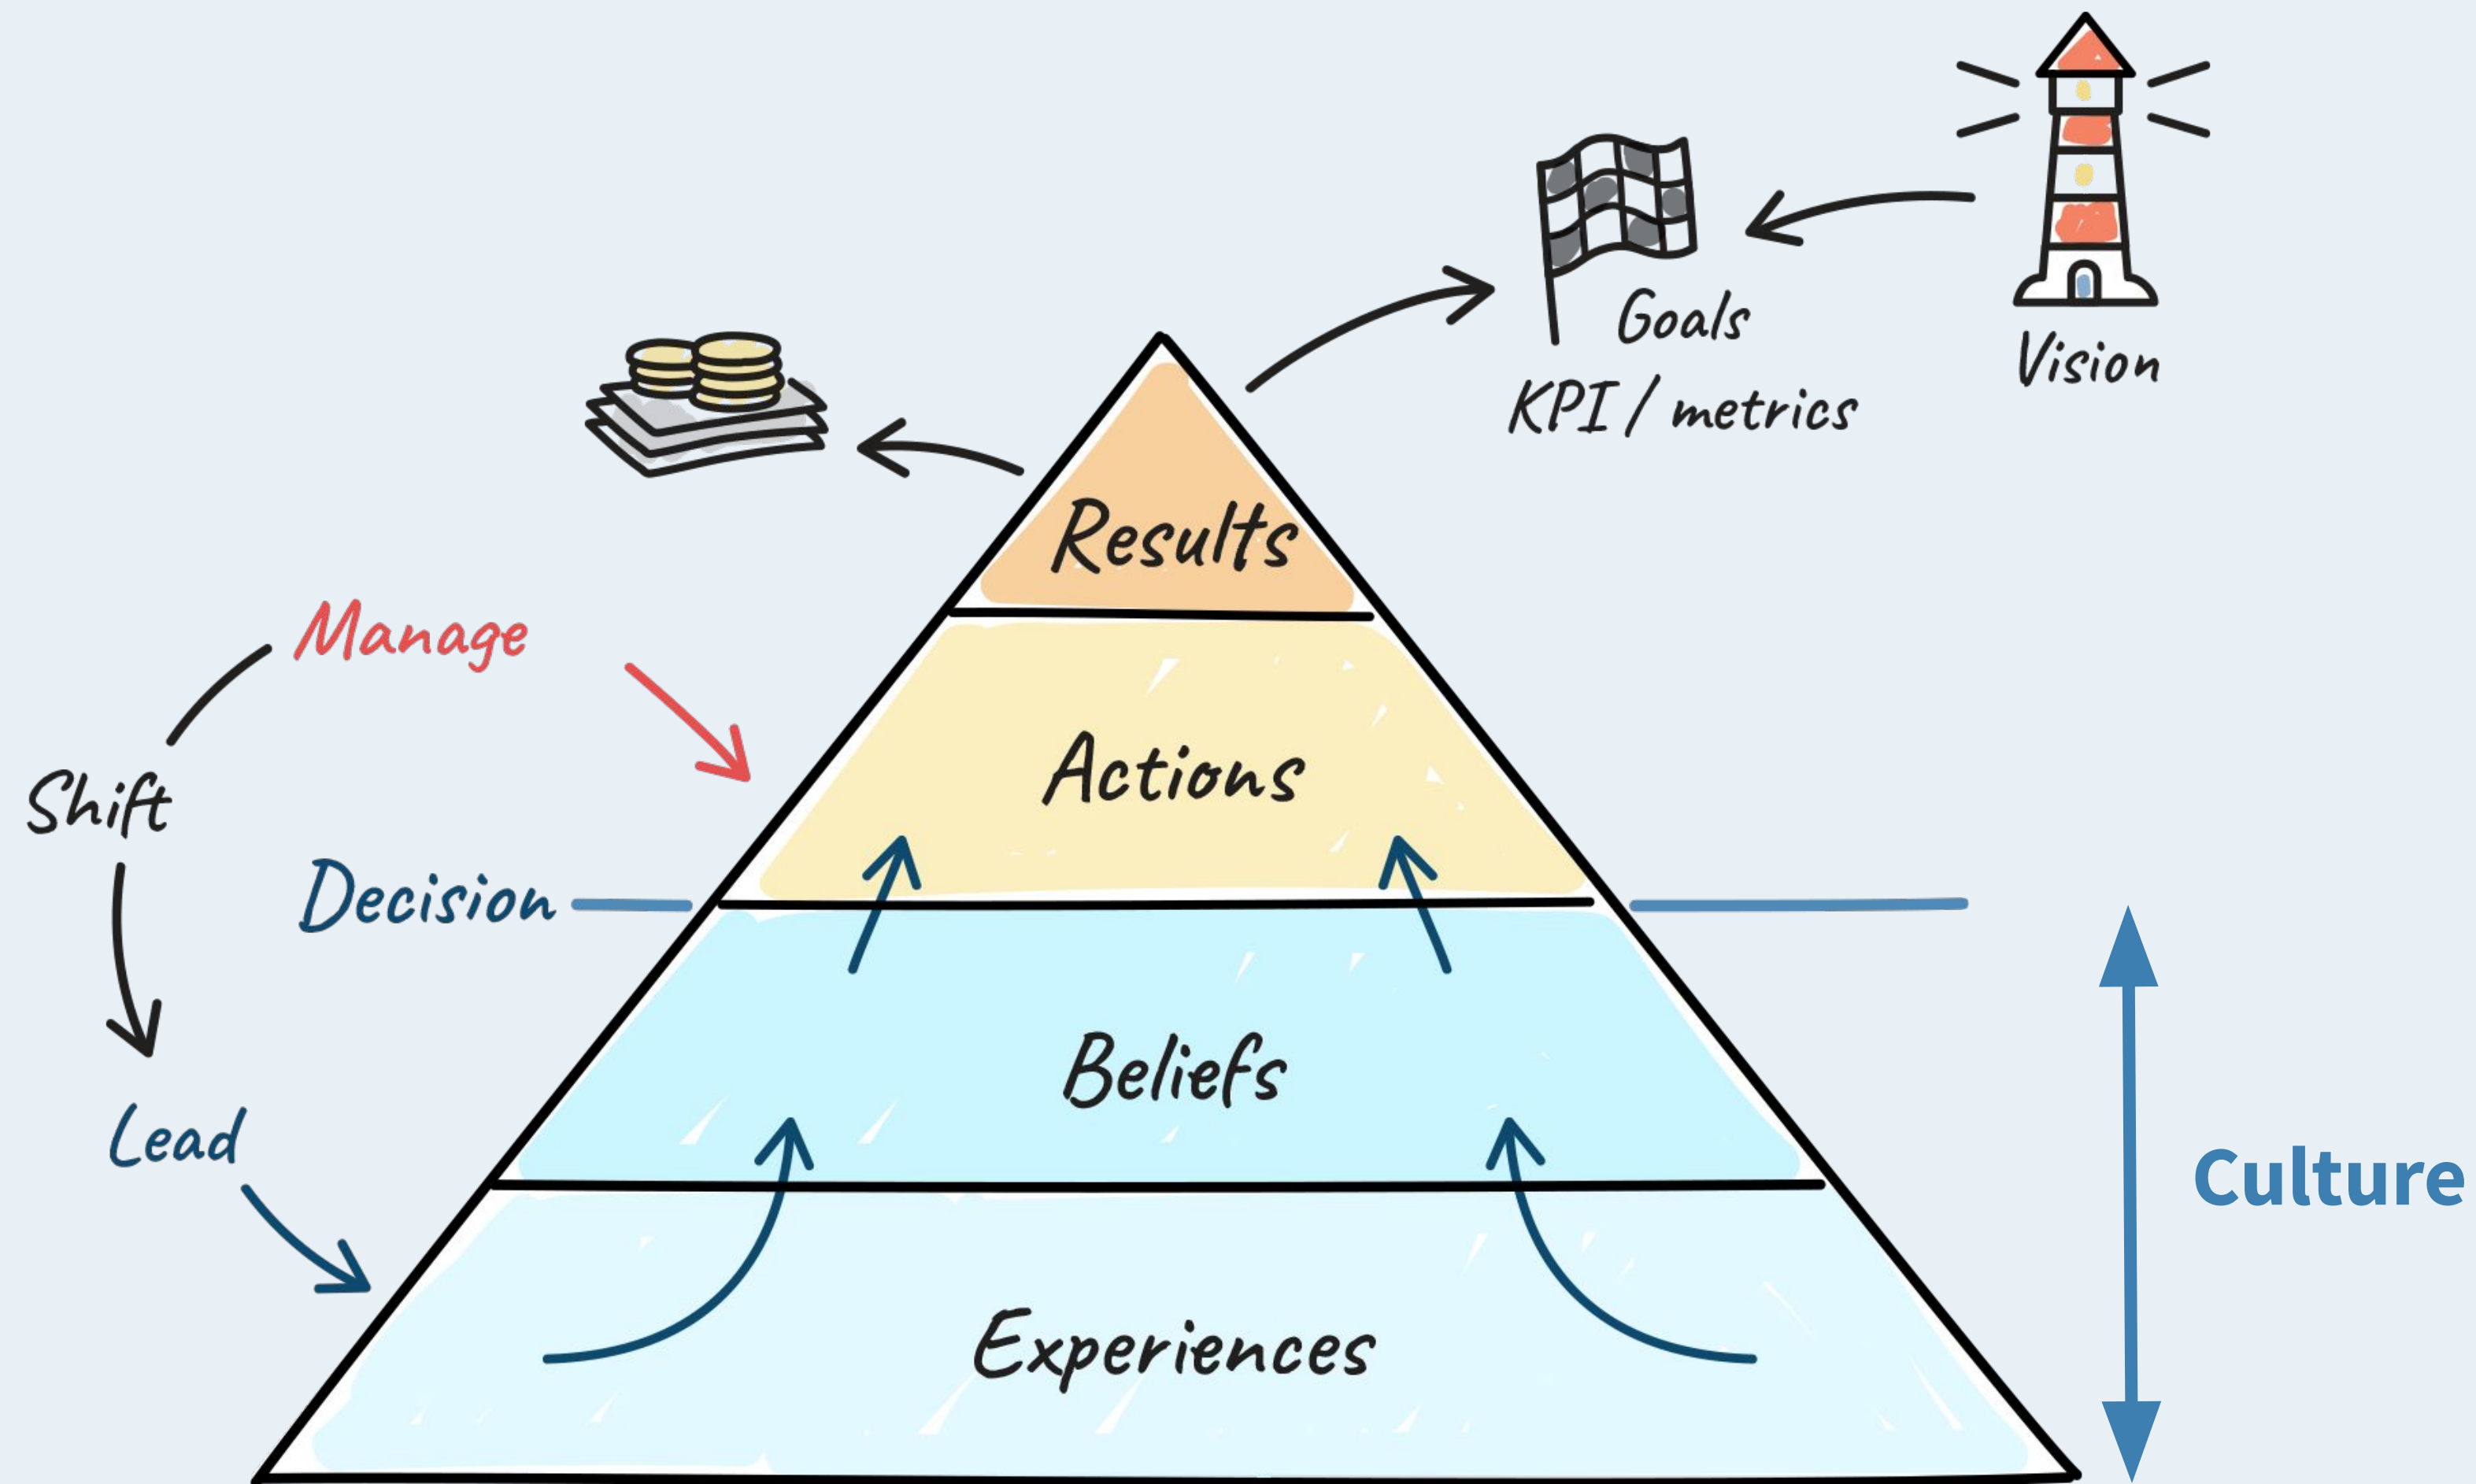 Goals
KPI / metrics
Vision
Results
Manage
Actions
Shift
Decision
Beliefs
Lead
Culture
Experiences